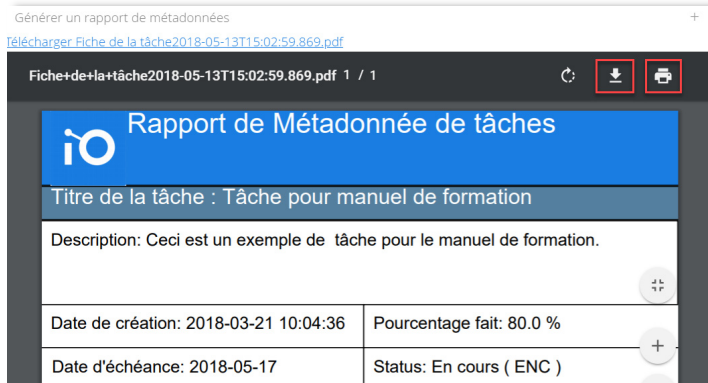 Générer un rapport de métadonnées +
Télécharger Fiche de la tâche2018-05-13T15:02:59.869.pdf
Fiche+de+la+tâche2018-05-13T15:02:59.869.pdf 1 / 1
iO
Rapport de Métadonnée de tâches
Titre de la tâche : Tâche pour manuel de formation
Description: Ceci est un exemple de tâche pour le manuel de formation.
Date de création: 2018-03-21 10:04:36 Pourcentage fait: 80.0 %
Date d'échéance: 2018-05-17 Status: En cours ( ENC )